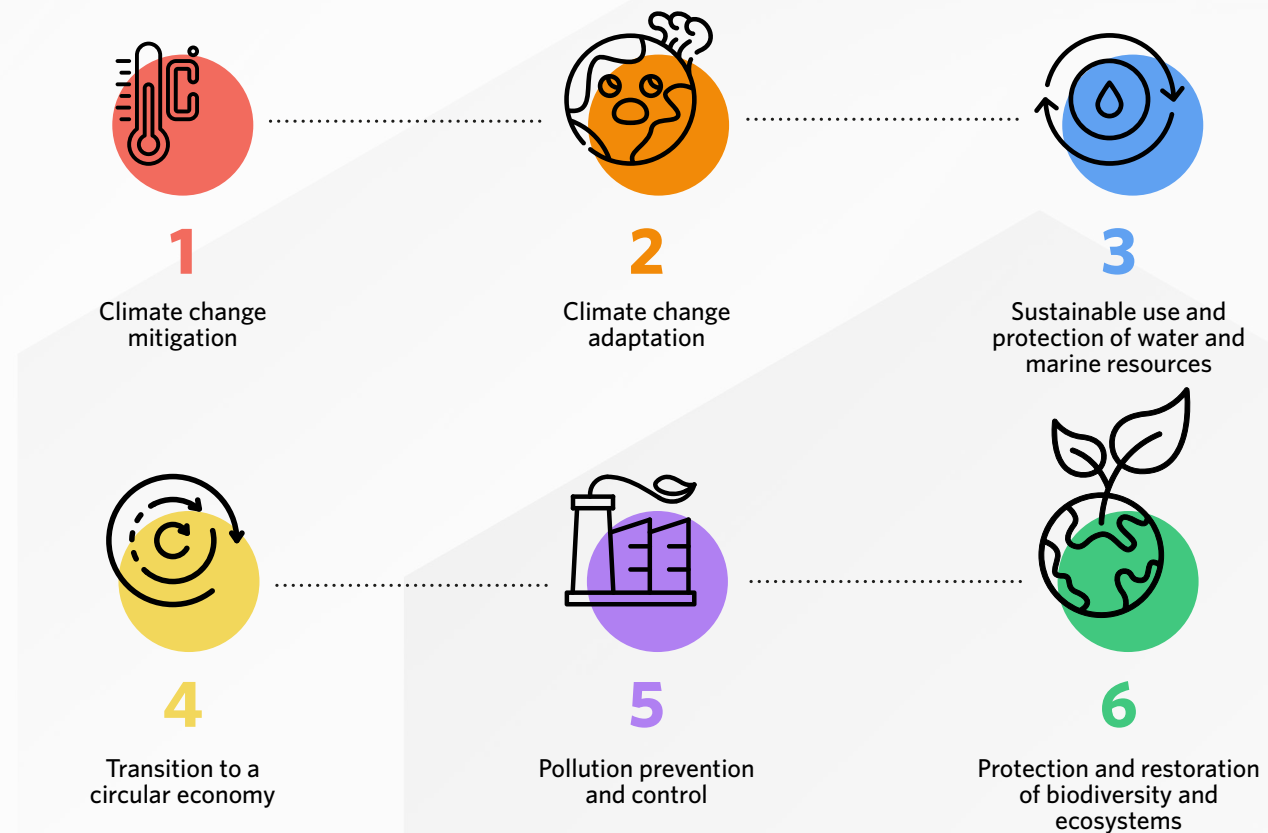 1
Climate change
mitigation
2
Climate change
adaptation
3
Sustainable use and
protection of water and
marine resources
4
Transition to a
circular economy
5
Pollution prevention
and control
6
Protection and restoration
of biodiversity and
ecosystems